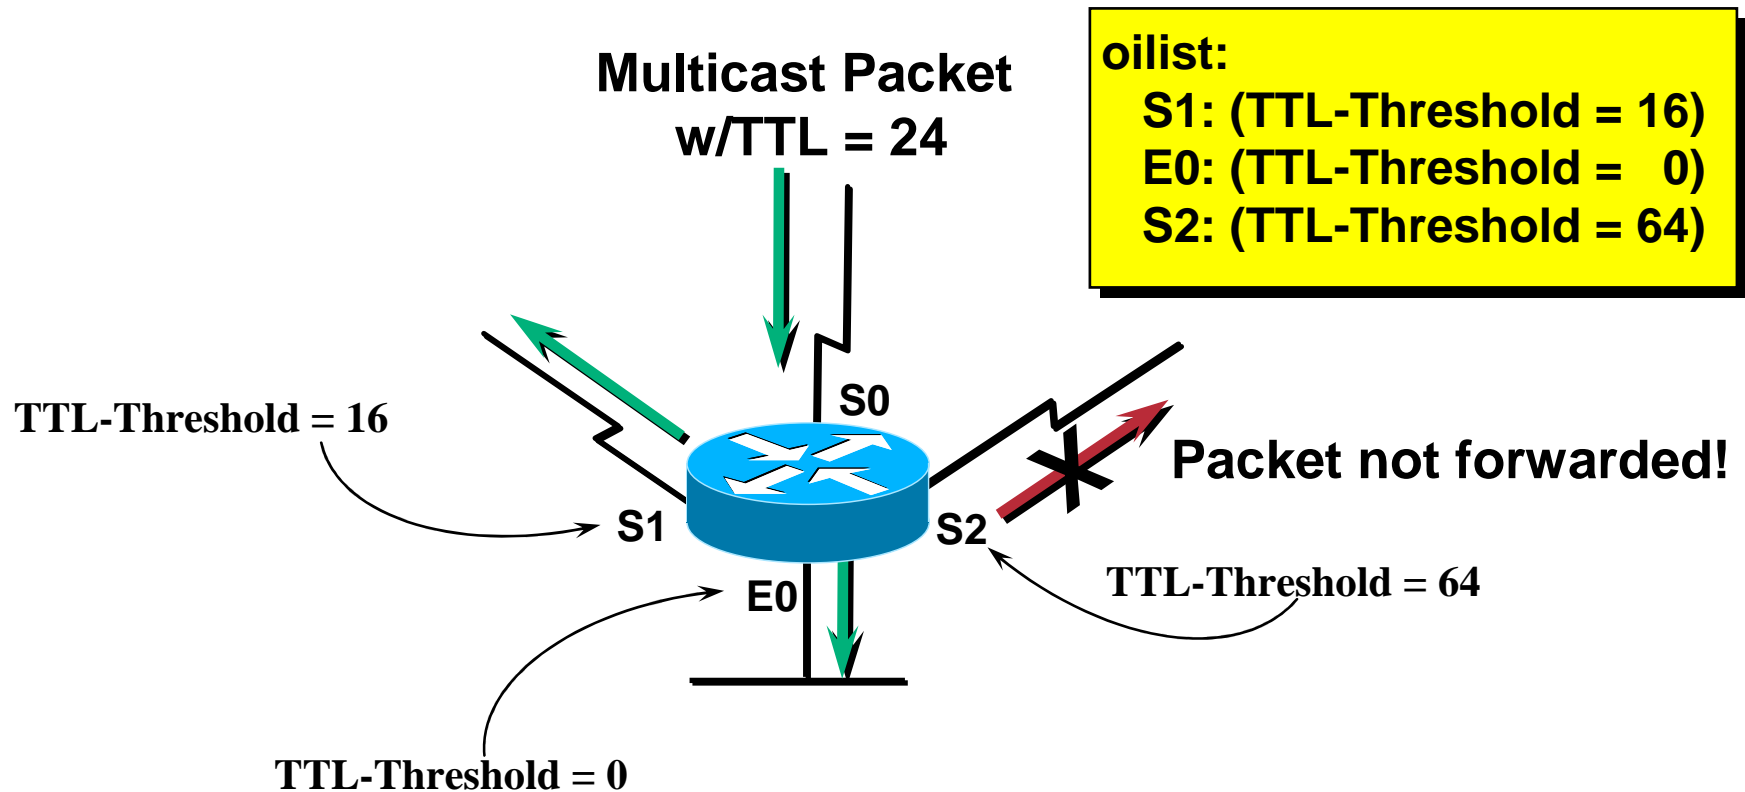 Multicast Packet
w/TTL = 24
oilist:
S1: (TTL-Threshold = 16)
E0: (TTL-Threshold = 0)
S2: (TTL-Threshold = 64)
S0
TTL-Threshold = 16
Packet not forwarded!
S1
S2
TTL-Threshold = 64
E0
TTL-Threshold = 0